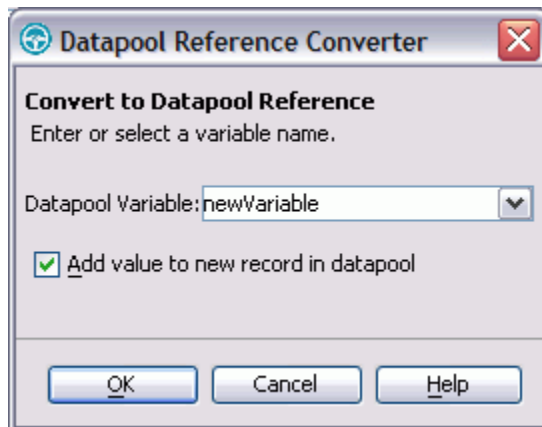 Datapool Reference Converter
Convert to Datapool Reference
Enter or select a variable name.
Datapool Variable: newVariable
Add value to new record in datapool
OK Cancel Help